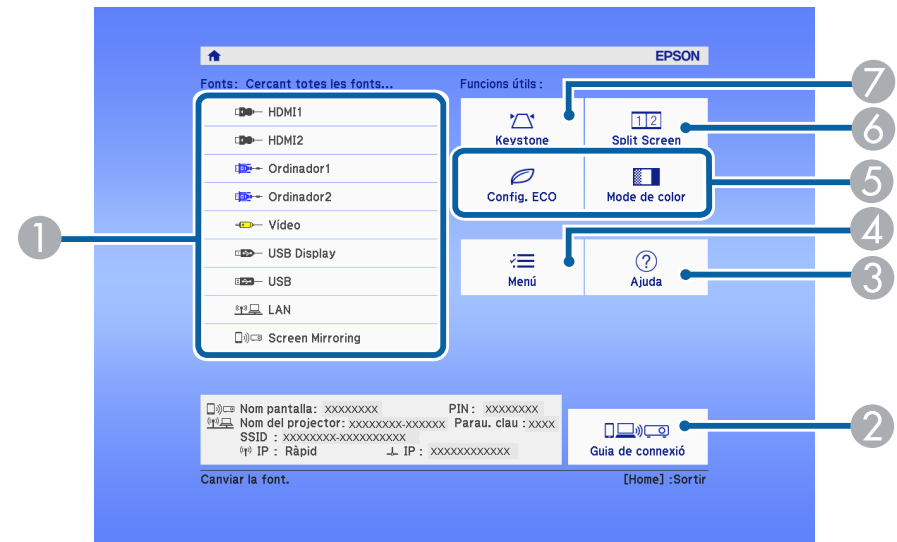 EPSON
Fonts: Cercant totes les fonts...
Funcions útils :
HDMI1
HDMI2
Ordinador1
Ordinador2
Vídeo
USB Display
USB
LAN
Screen Mirroring
Keystone
1 2
Split Screen
Config. ECO
Mode de color
Menú
Ajuda
7
6
5
4
3
1
2
Nom pantalla: XXXXXXXX PIN : XXXXXXXX
Nom del projector: XXXXXXXX-XXXXXX Parau. clau : XXXX
SSID : XXXXXXXX-XXXXXXXXXX
IP : Ràpid IP : XXXXXXXXXXXX
Guia de connexió
Canviar la font. [Home] :Sortir